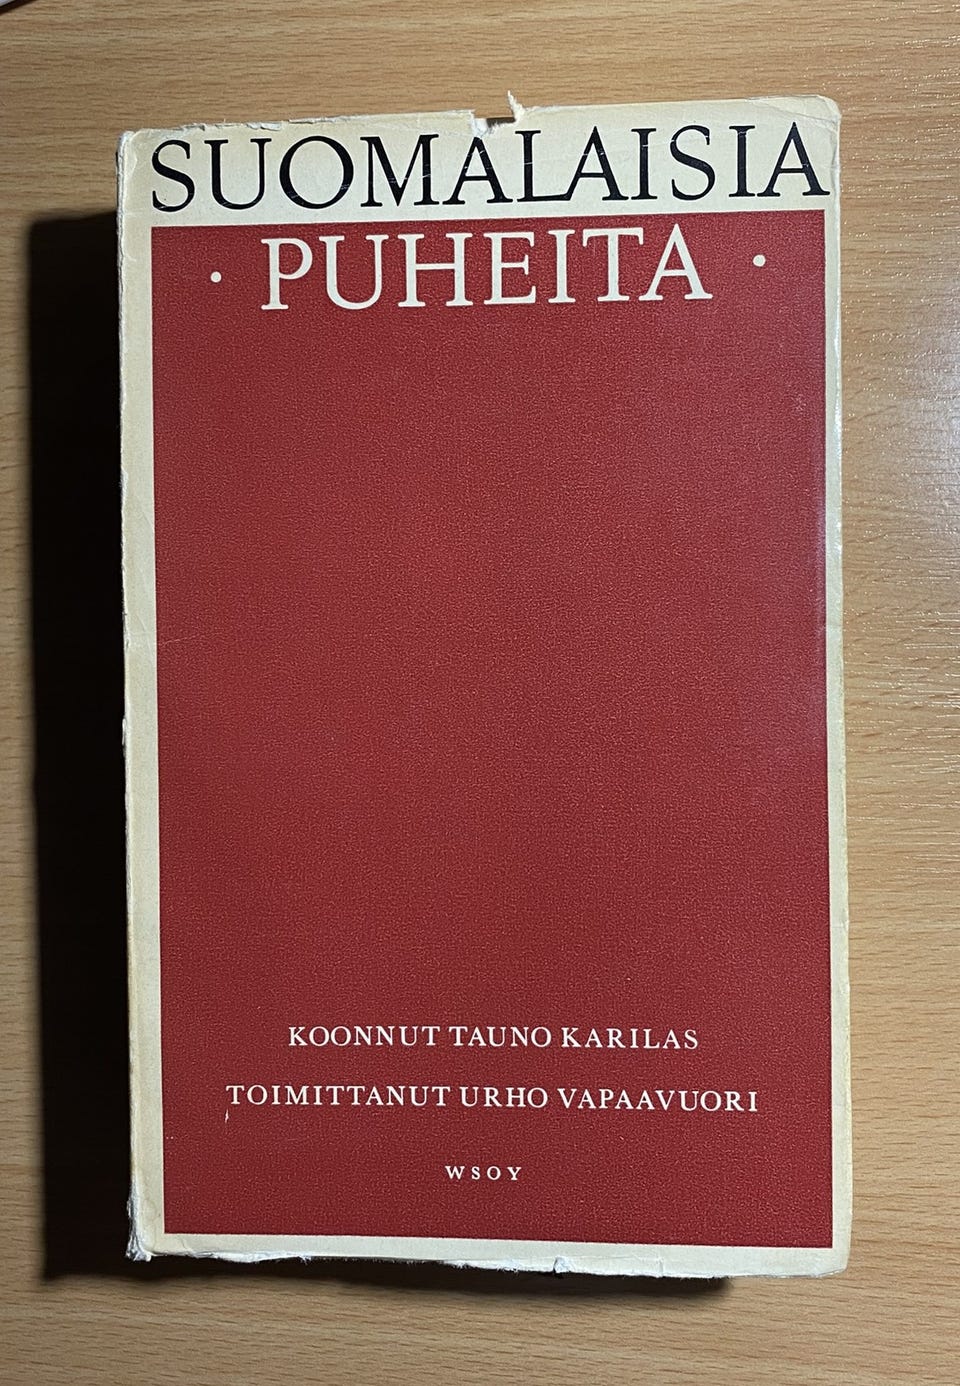 SUOMALAISIA
· PUHEITA ·
KOONNUT TAUNO KARILAS
TOIMITTANUT URHO VAPAAVUORI
WSOY